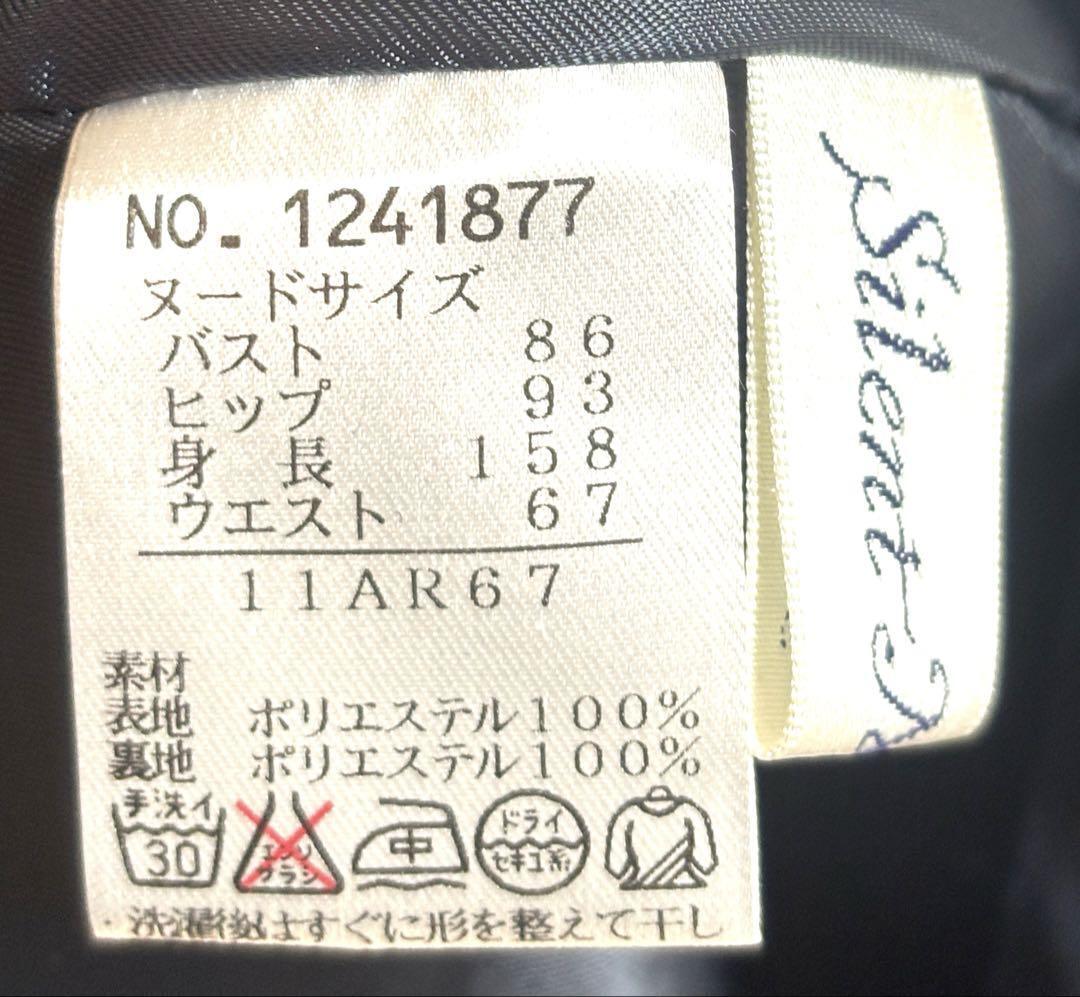 NO. 1241877
ヌードサイズ
バスト 86
ヒップ 93
身長 158
ウエスト 67
11AR67
素材
表地 ポリエステル100%
裏地 ポリエステル100%
手洗イ
30
エンソ
サラシ
中
ドライ
セキユ系
・洗濯後はすぐに形を整えて干し
Silent